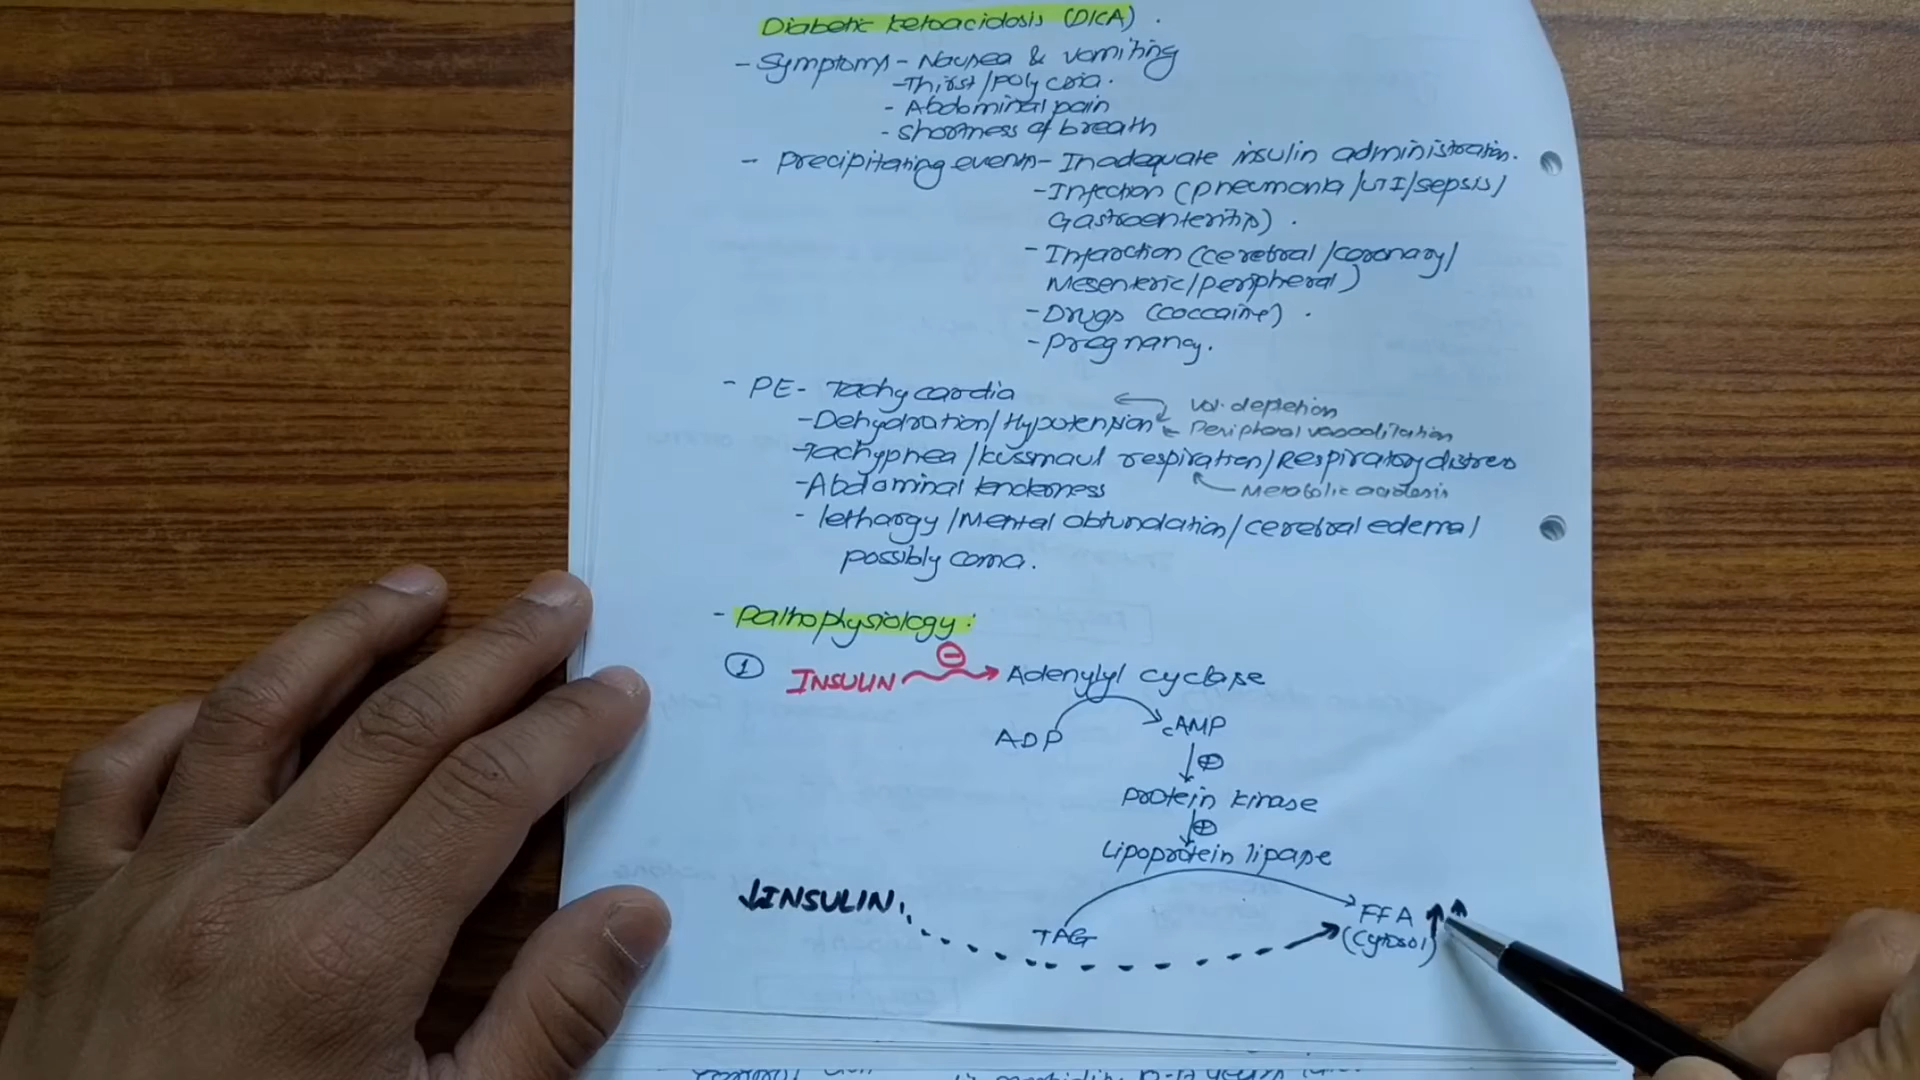 Diabetic ketoacidosis (DKA).
- Symptoms - Nausea & vomiting
- Thirst/polyuria.
- Abdominal pain
- shortness of breath
- Precipitating events - Inadequate insulin administration.
- Infection (pneumonia/UTI/sepsis/
Gastroenteritis).
- Infarction (cerebral/coronary/
Mesenteric/peripheral)
- Drugs (coccaine).
- pregnancy.
- PE - Tachycardia
Vol. depletion
- Dehydration/Hypotension
Peripheral vasodilation
- Tachypnea/kussmaul respiration/Respiratory distress
- Abdominal tenderness
Metabolic acidosis
- lethargy/Mental obtundation/cerebral edema/
possibly coma.
- Pathophysiology:
① INSULIN ⊖ Adenylyl cyclase
ADP cAMP
⊕
Protein kinase
⊕
Lipoprotein lipase
↓INSULIN
FFA ↑↑
TAG
(cytosol)